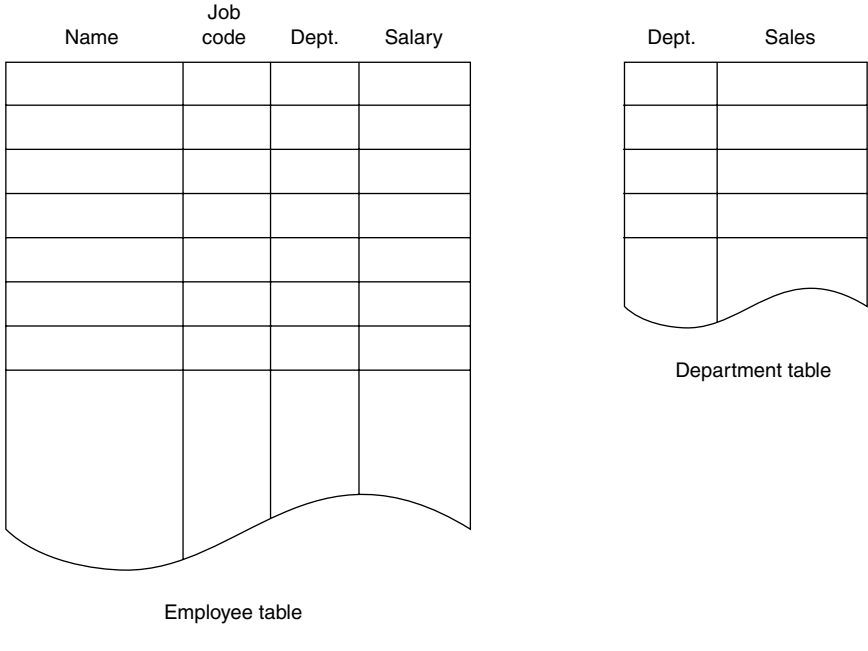 Job
Name code Dept. Salary
Dept. Sales
Department table
Employee table